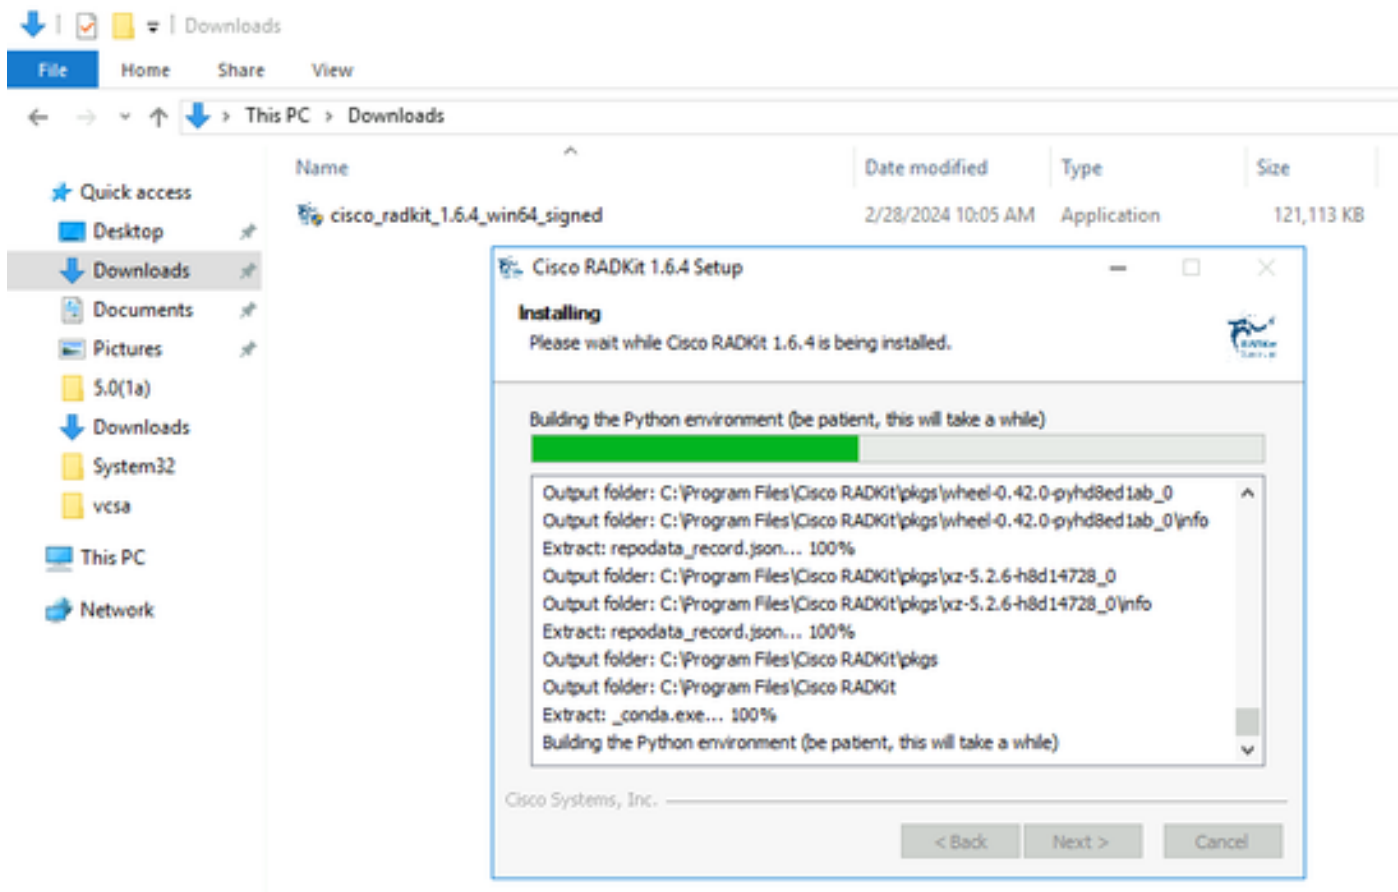 Downloads
File Home Share View
This PC > Downloads
Name Date modified Type Size
Quick access
cisco_radkit_1.6.4_win64_signed 2/28/2024 10:05 AM Application 121,113 KB
Desktop
Downloads
Documents
Pictures
5.0(1a)
Downloads
System32
vcsa
This PC
Network
Cisco RADKit 1.6.4 Setup
Installing
Please wait while Cisco RADKit 1.6.4 is being installed.
Building the Python environment (be patient, this will take a while)
Output folder: C:\Program Files\Cisco RADKit\pkgs\wheel-0.42.0-pyhd8ed1ab_0
Output folder: C:\Program Files\Cisco RADKit\pkgs\wheel-0.42.0-pyhd8ed1ab_0\info
Extract: repodata_record.json... 100%
Output folder: C:\Program Files\Cisco RADKit\pkgs\xz-5.2.6-h8d14728_0
Output folder: C:\Program Files\Cisco RADKit\pkgs\xz-5.2.6-h8d14728_0\info
Extract: repodata_record.json... 100%
Output folder: C:\Program Files\Cisco RADKit\pkgs
Output folder: C:\Program Files\Cisco RADKit
Extract: _conda.exe... 100%
Building the Python environment (be patient, this will take a while)
Cisco Systems, Inc.
< Back Next > Cancel